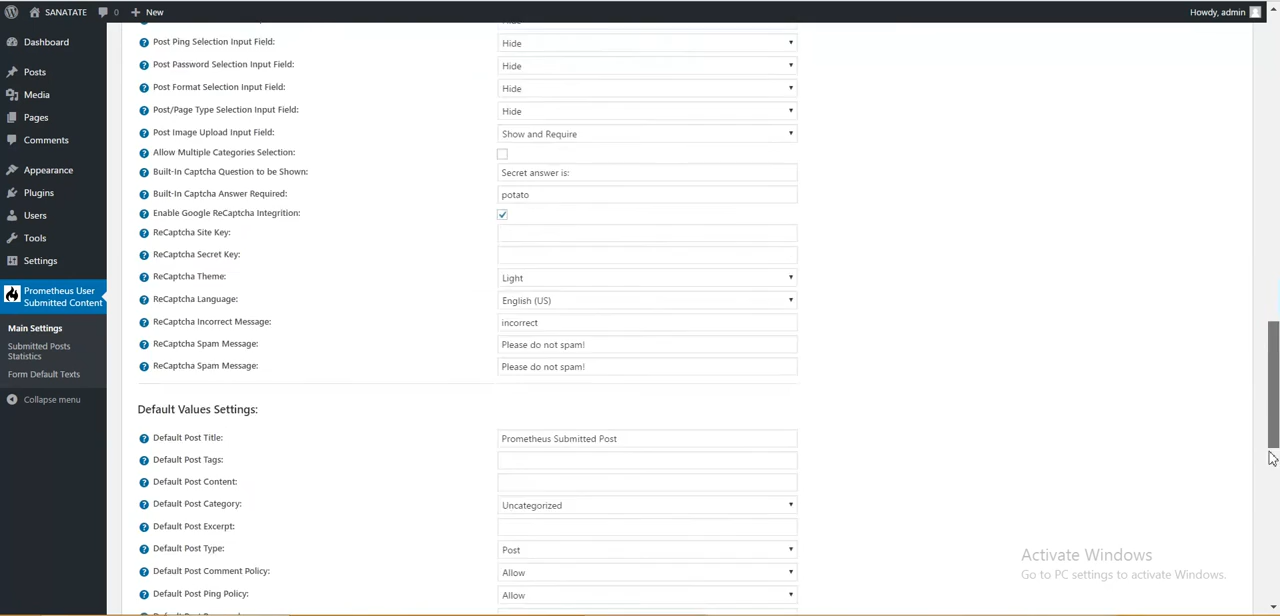 SANATATE 0 + New Howdy, admin
Dashboard
Posts
Media
Pages
Comments
Appearance
Plugins
Users
Tools
Settings
Prometheus User
Submitted Content
Main Settings
Submitted Posts
Statistics
Form Default Texts
Collapse menu
Post Ping Selection Input Field: Hide
Post Password Selection Input Field: Hide
Post Format Selection Input Field: Hide
Post/Page Type Selection Input Field: Hide
Post Image Upload Input Field: Show and Require
Allow Multiple Categories Selection:
Built-In Captcha Question to be Shown: Secret answer is:
Built-In Captcha Answer Required: potato
Enable Google ReCaptcha Integrition:
ReCaptcha Site Key:
ReCaptcha Secret Key:
ReCaptcha Theme: Light
ReCaptcha Language: English (US)
ReCaptcha Incorrect Message: incorrect
ReCaptcha Spam Message: Please do not spam!
ReCaptcha Spam Message: Please do not spam!
Default Values Settings:
Default Post Title: Prometheus Submitted Post
Default Post Tags:
Default Post Content:
Default Post Category: Uncategorized
Default Post Excerpt:
Default Post Type: Post
Default Post Comment Policy: Allow
Default Post Ping Policy: Allow
Activate Windows
Go to PC settings to activate Windows.